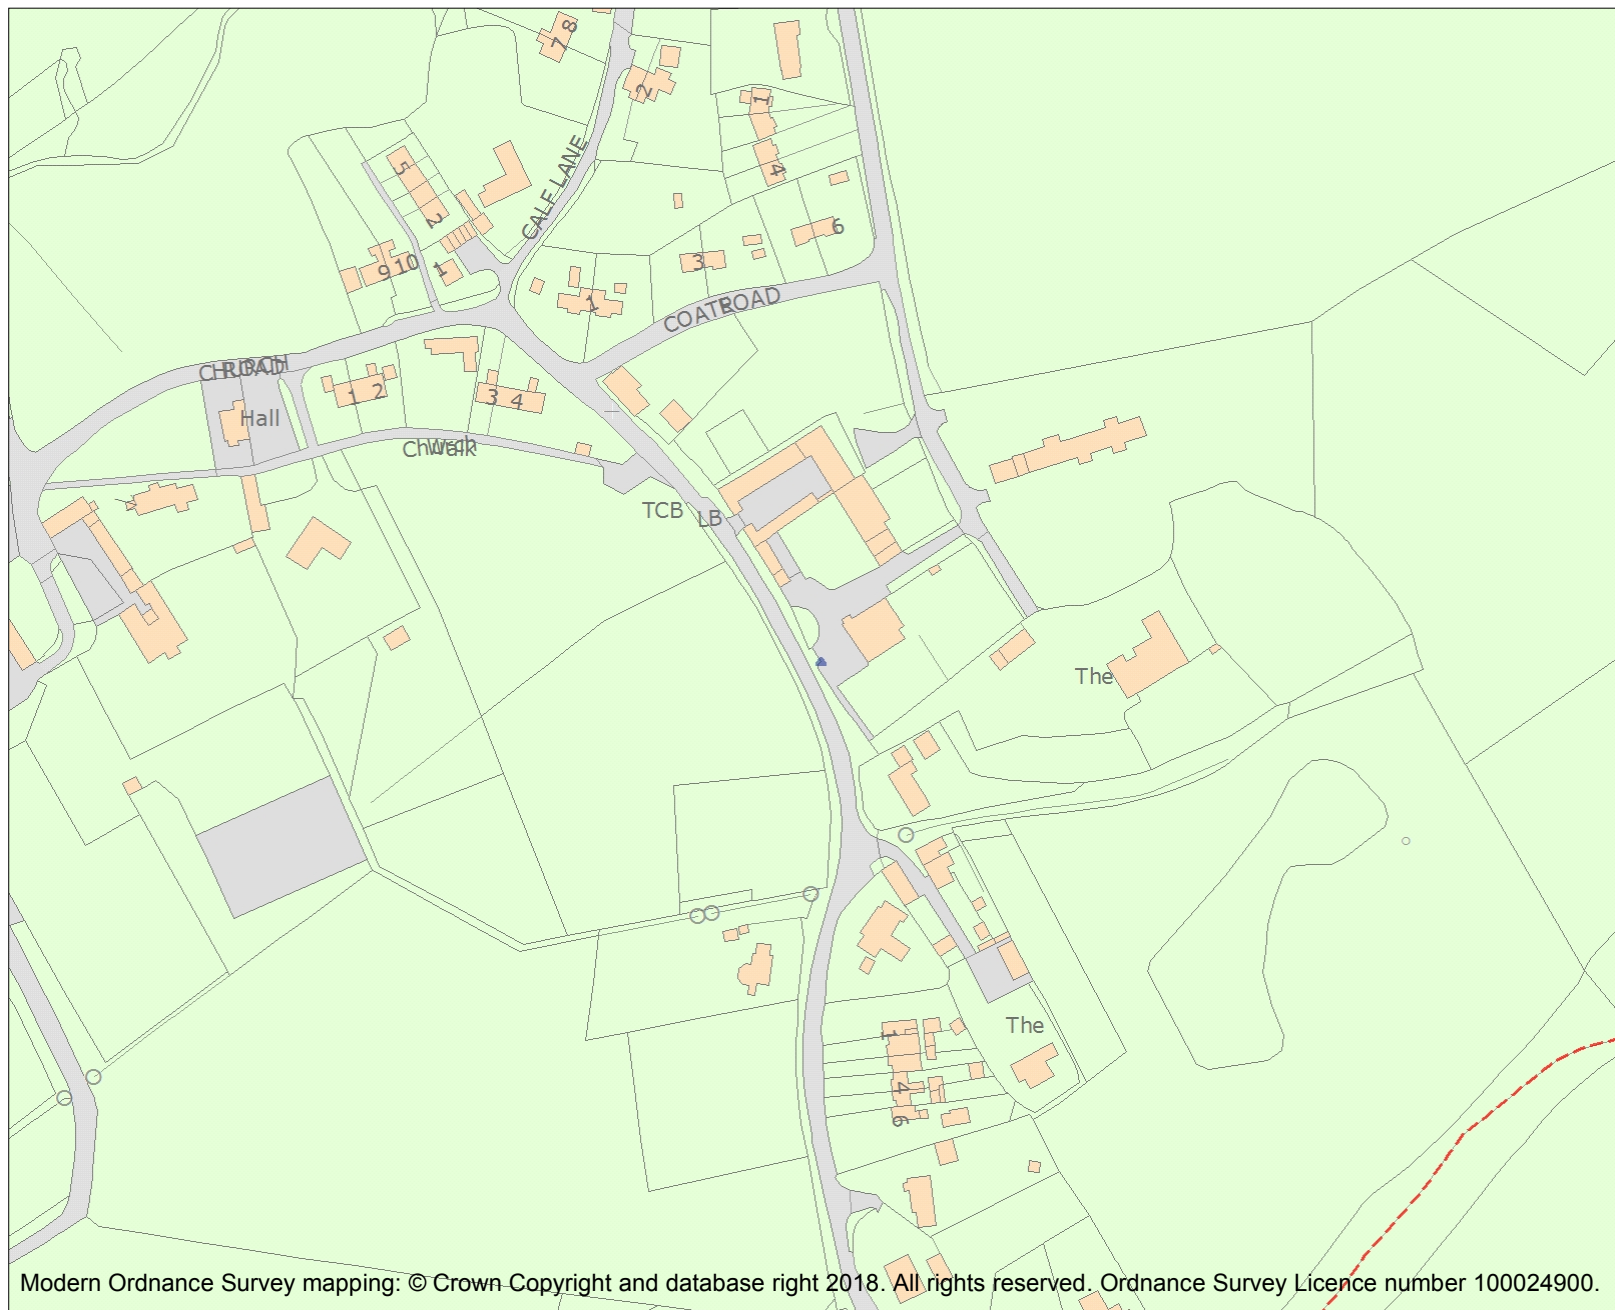 7 8
2
1
4
CALF LANE
5
2
6
3
9 10
1
1
COATE ROAD
CHURCH
ROAD
1 2
3 4
Hall
Church
Walk
TCB
LB
The
The
1
4
6
Modern Ordnance Survey mapping: © Crown Copyright and database right 2018. All rights reserved. Ordnance Survey Licence number 100024900.